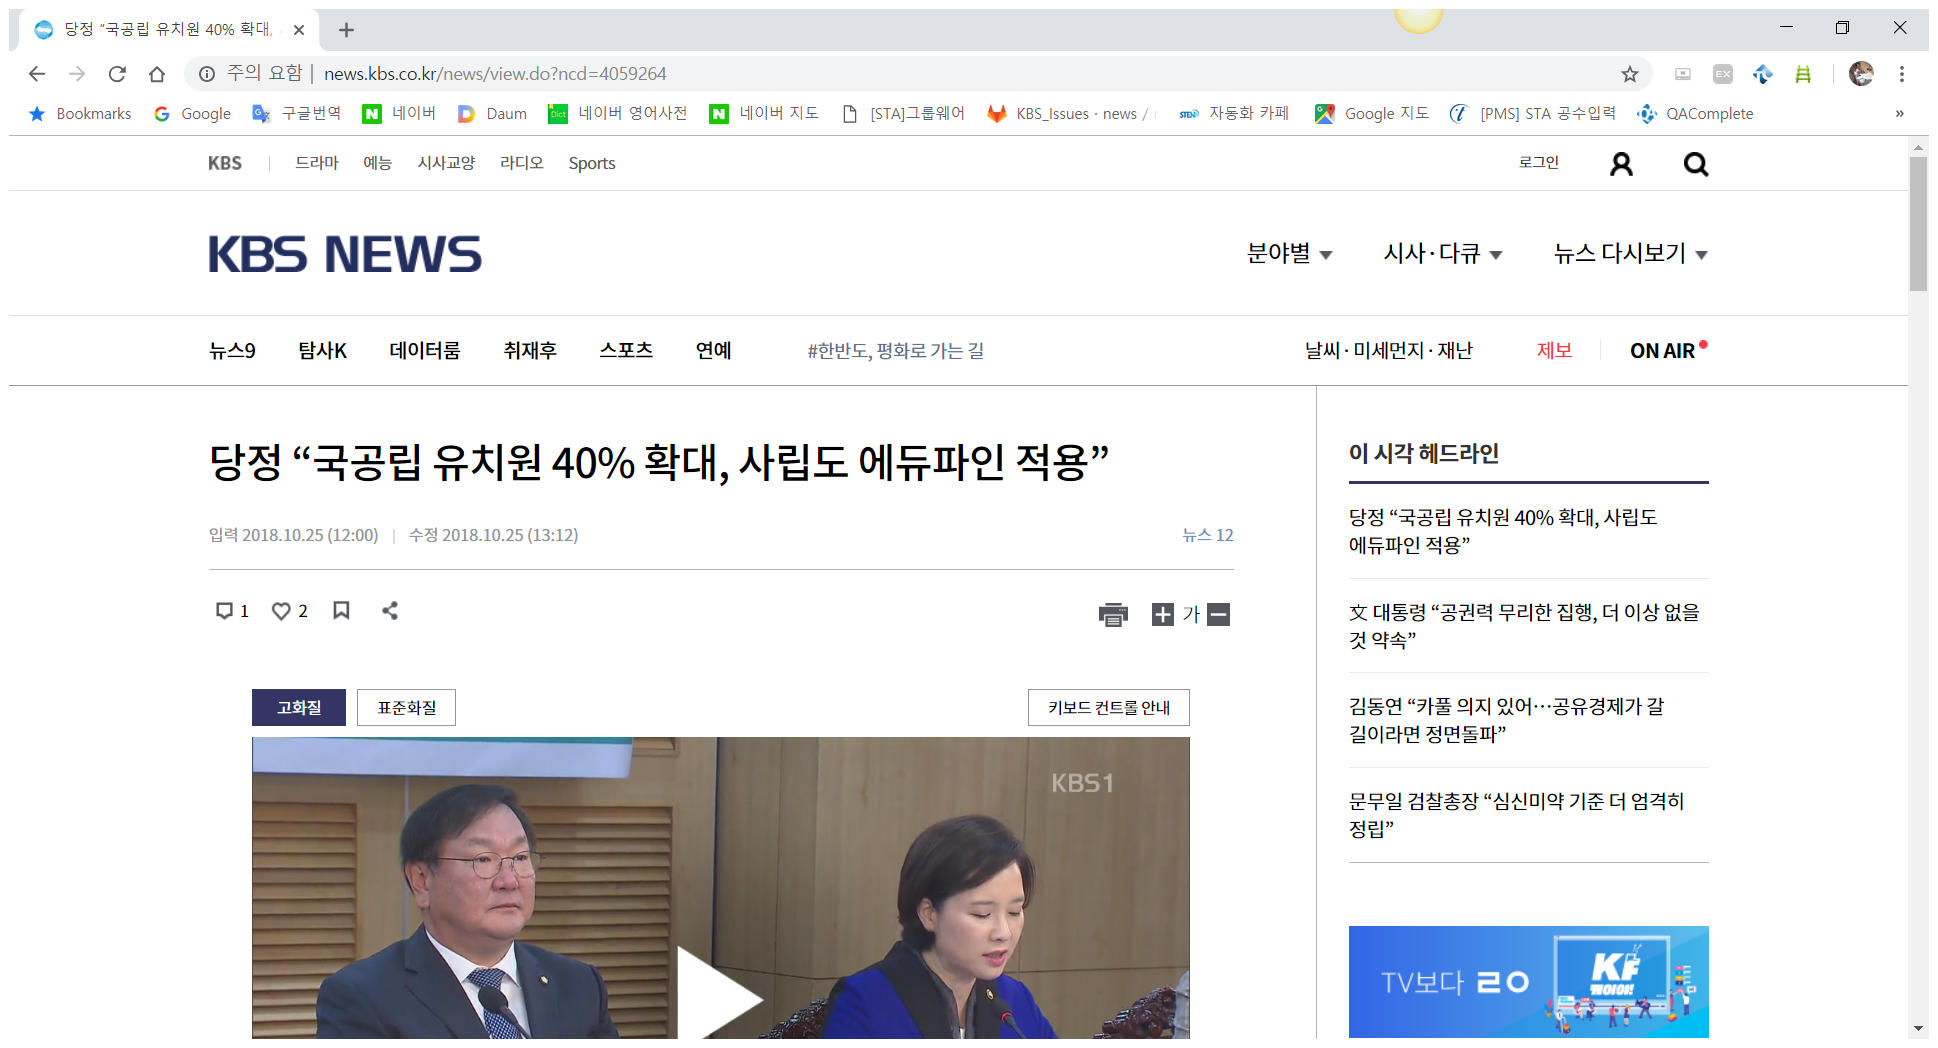 당정 “국공립 유치원 40% 확대,
주의 요함 | news.kbs.co.kr/news/view.do?ncd=4059264
EX
Bookmarks Google 구글번역 네이버 Daum 네이버 영어사전 네이버 지도 [STA]그룹웨어 KBS_Issues · news / 자동화 카페 Google 지도 [PMS] STA 공수입력 QAComplete »
KBS | 드라마 예능 시사교양 라디오 Sports 로그인
KBS NEWS 분야별 시사·다큐 뉴스 다시보기
뉴스9 탐사K 데이터룸 취재후 스포츠 연예 #한반도, 평화로 가는 길 날씨·미세먼지·재난 제보 ON AIR
당정 “국공립 유치원 40% 확대, 사립도 에듀파인 적용”
입력 2018.10.25 (12:00) | 수정 2018.10.25 (13:12) 뉴스 12
1 2 가
고화질 표준화질 키보드 컨트롤 안내
KBS1
이 시각 헤드라인
당정 “국공립 유치원 40% 확대, 사립도
에듀파인 적용”
文 대통령 “공권력 무리한 집행, 더 이상 없을
것 약속”
김동연 “카풀 의지 있어…공유경제가 갈
길이라면 정면돌파”
문무일 검찰총장 “심신미약 기준 더 엄격히
정립”
TV보다 ㄹㅇ
KF
케이야!